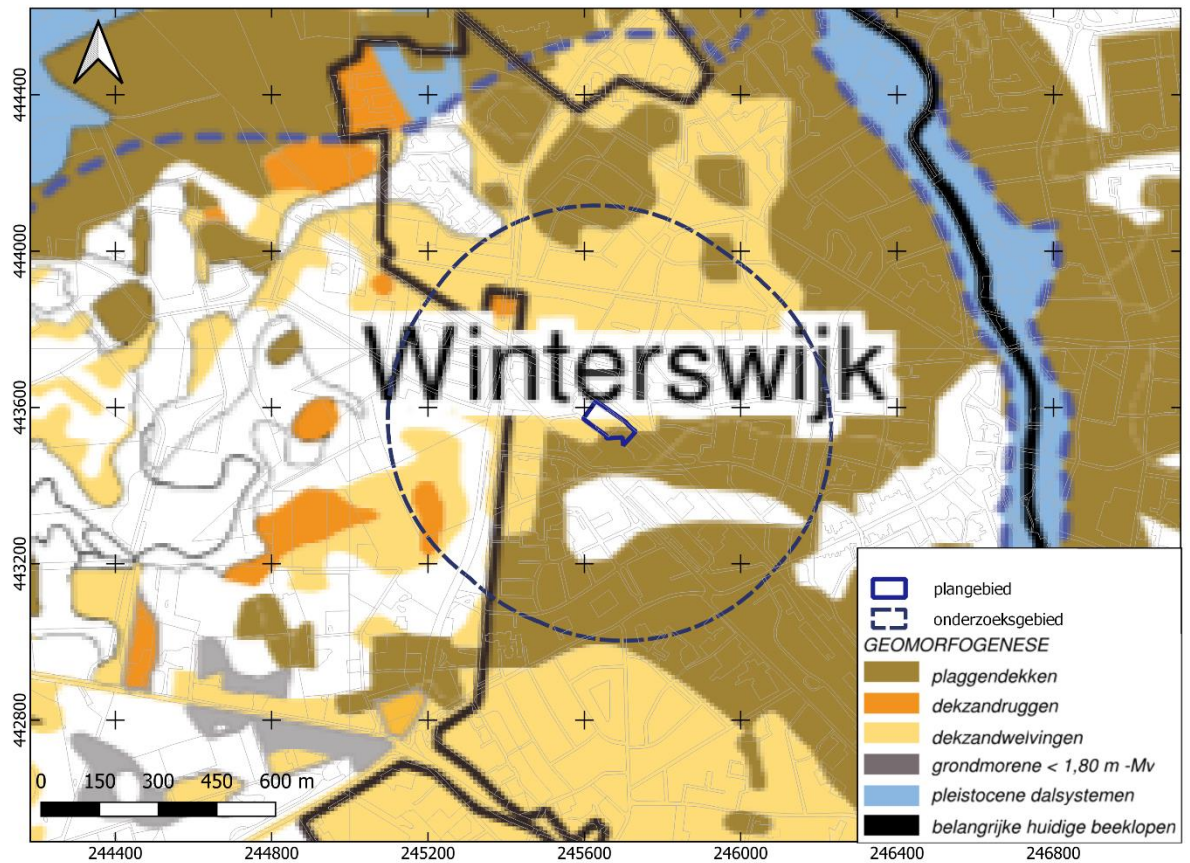 444400
444000
443600
443200
442800
Winterswijk
plangebied
onderzoeksgebied
GEOMORFOGENESE
plaggendekken
dekzandruggen
dekzandwelvingen
grondmorene < 1,80 m -Mv
pleistocene dalsystemen
belangrijke huidige beeklopen
0 150 300 450 600 m
244400 244800 245200 245600 246000 246400 246800